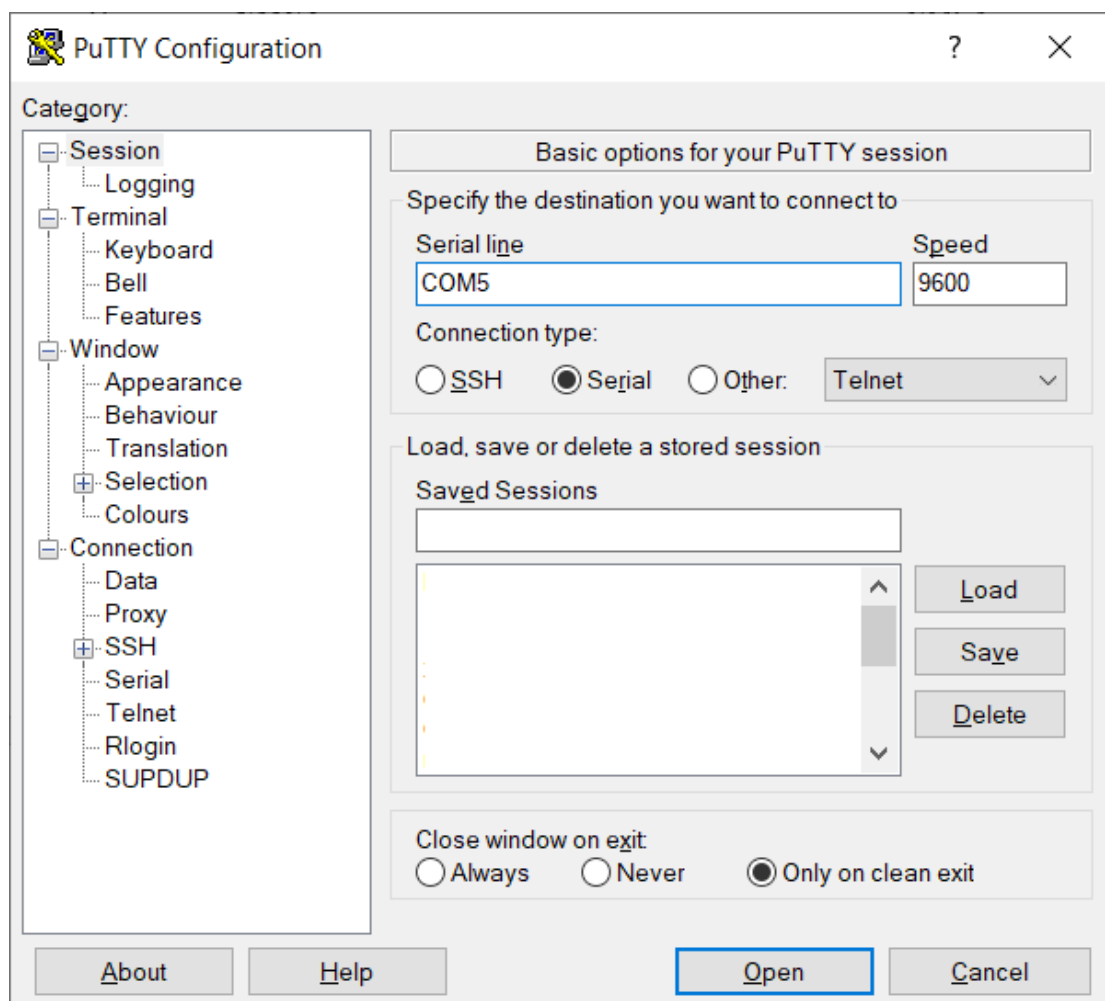 PuTTY Configuration
?
Category:
Session
Logging
Terminal
Keyboard
Bell
Features
Window
Appearance
Behaviour
Translation
Selection
Colours
Connection
Data
Proxy
SSH
Serial
Telnet
Rlogin
SUPDUP
Basic options for your PuTTY session
Specify the destination you want to connect to
Serial line Speed
COM5 9600
Connection type:
SSH Serial Other: Telnet
Load, save or delete a stored session
Saved Sessions
Load
Save
Delete
Close window on exit:
Always Never Only on clean exit
About Help Open Cancel